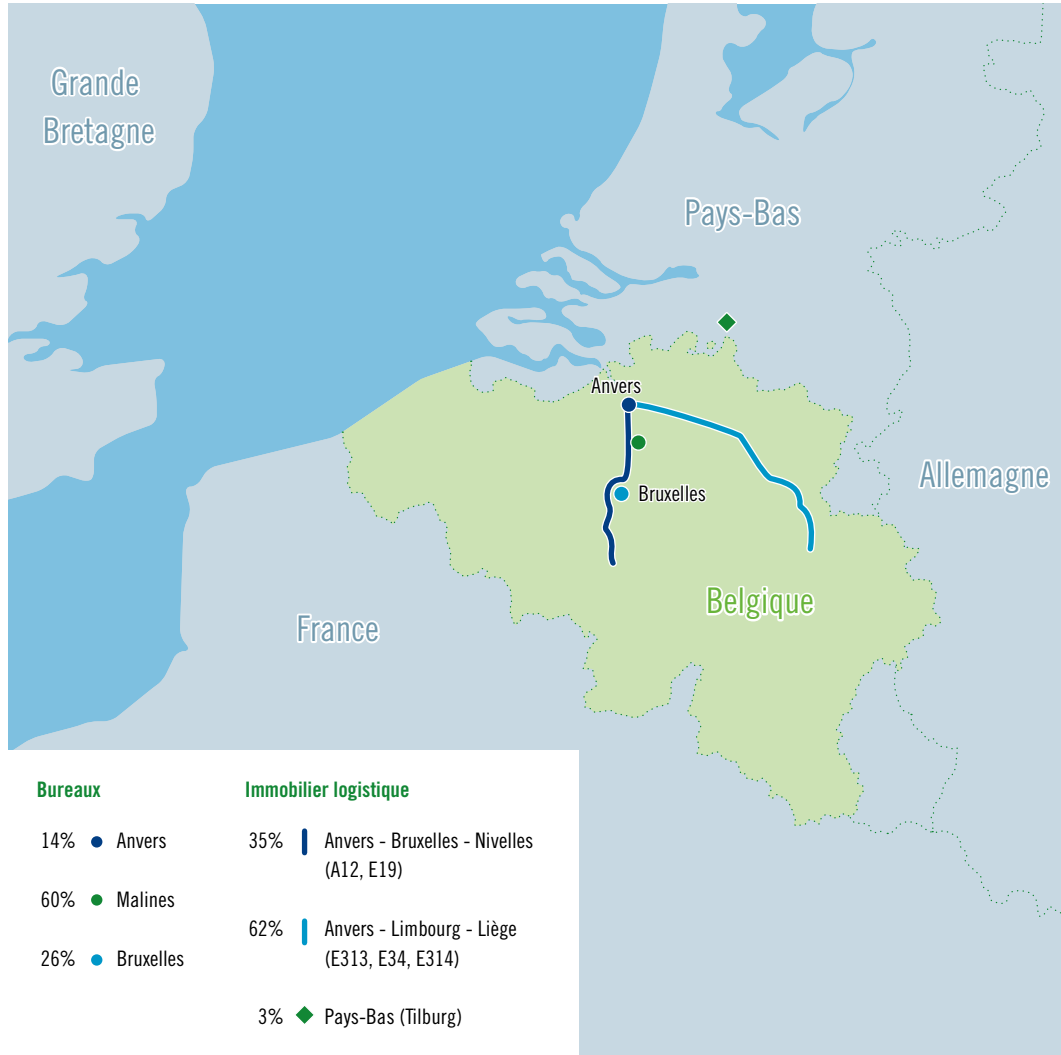 Grande
Bretagne
Pays-Bas
Anvers
Allemagne
Bruxelles
Belgique
France
Bureaux
14% Anvers
60% Malines
26% Bruxelles
Immobilier logistique
35% Anvers - Bruxelles - Nivelles
(A12, E19)
62% Anvers - Limbourg - Liège
(E313, E34, E314)
3% Pays-Bas (Tilburg)